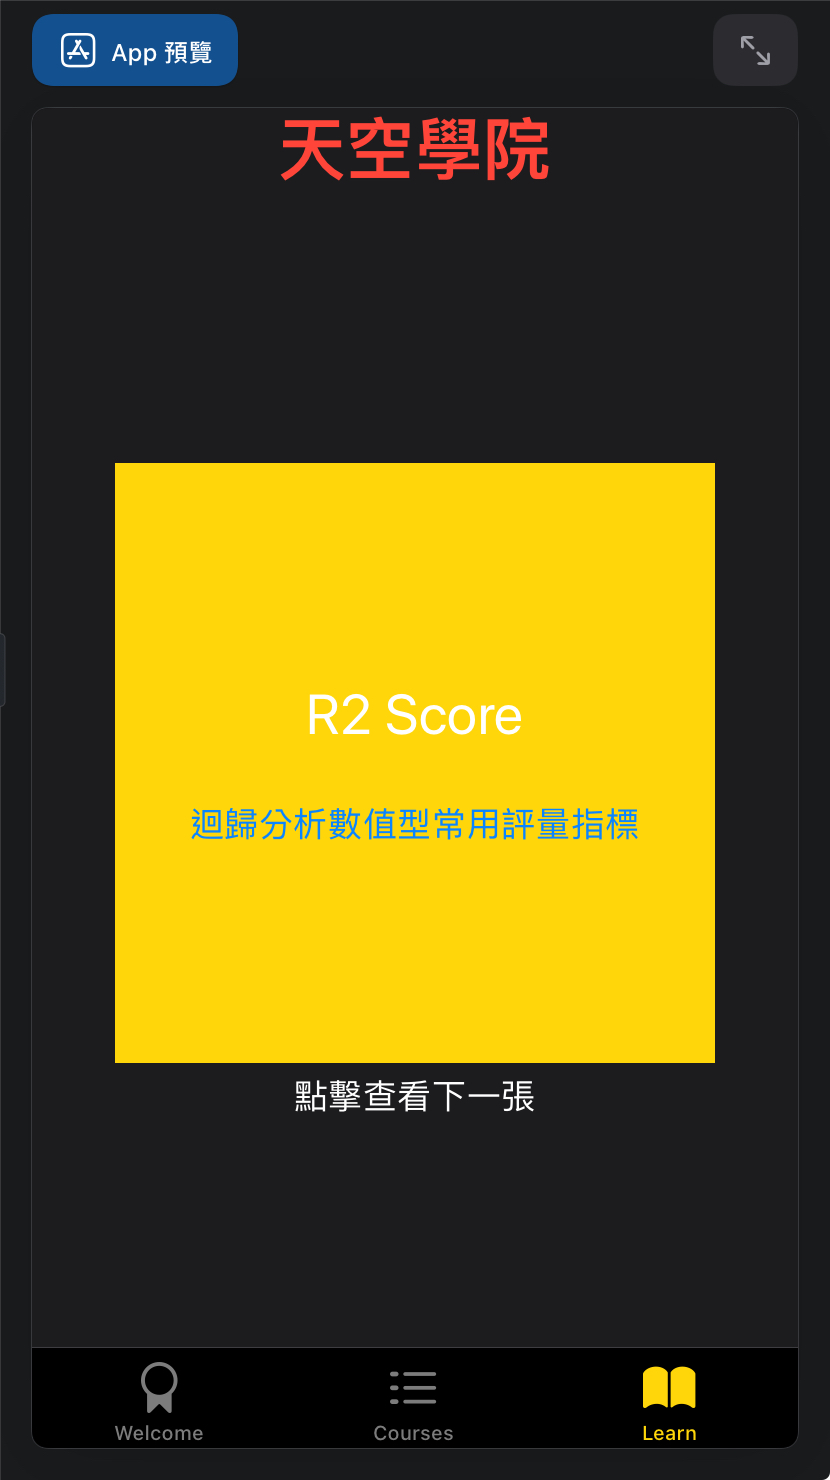 App 預覽
天空學院
R2 Score
迴歸分析數值型常用評量指標
點擊查看下一張
Welcome
Courses
Learn